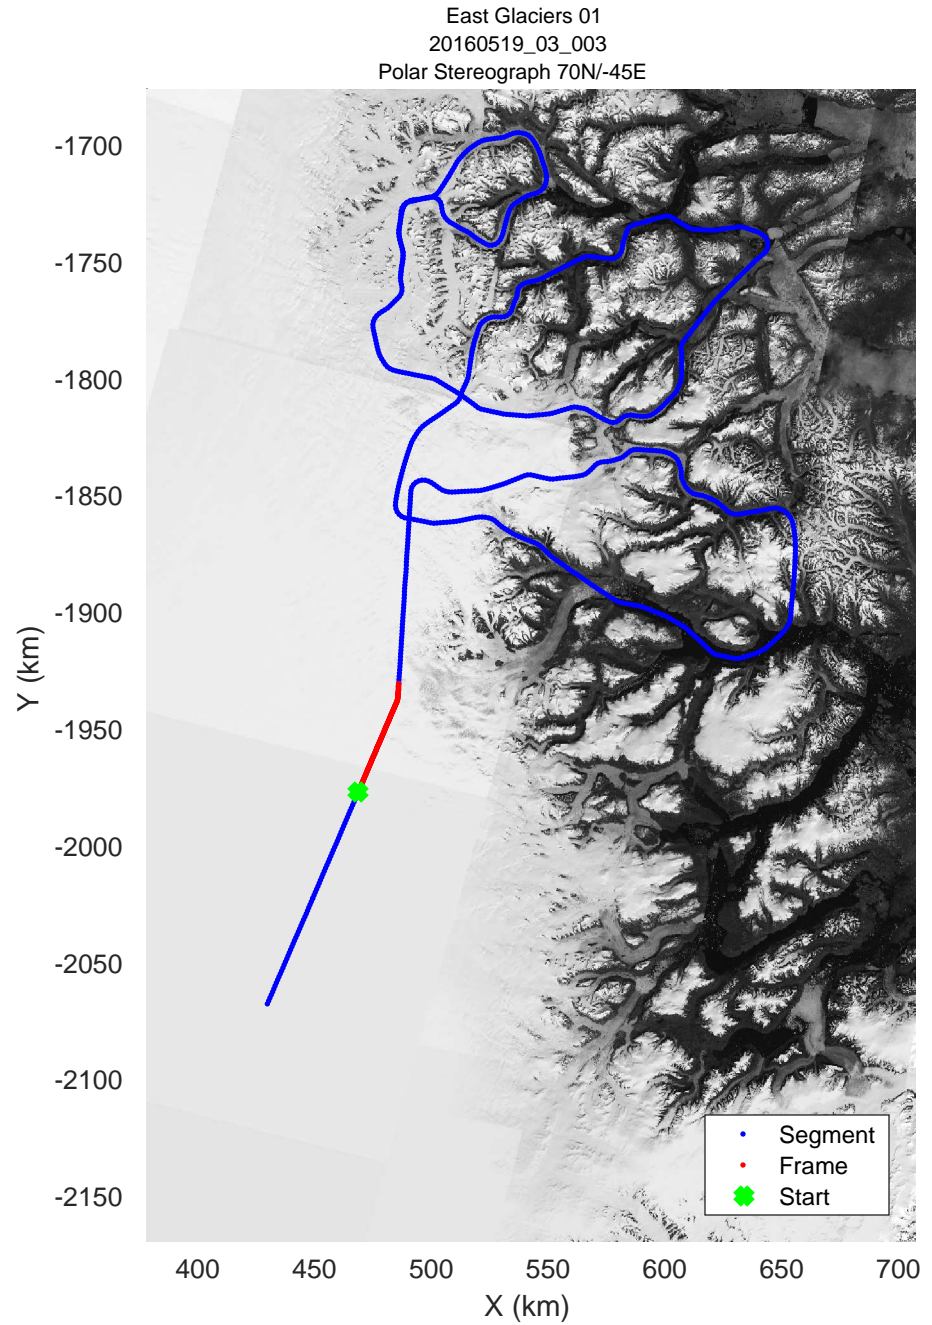 East Glaciers 01
20160519_03_003
Polar Stereograph 70N/-45E
-1700
-1750
-1800
-1850
-1900
-1950
-2000
-2050
-2100
-2150
Y (km)
Segment
Frame
Start
400 450 500 550 600 650 700
X (km)